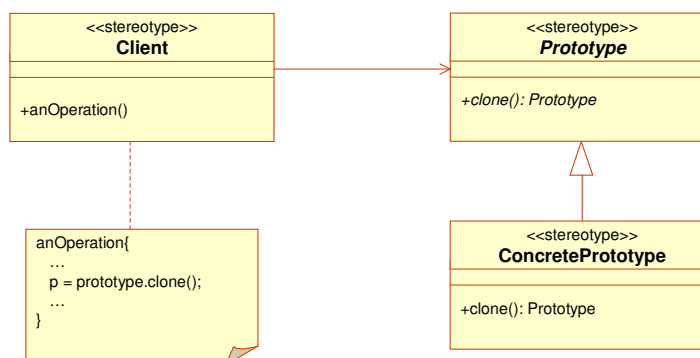 <<stereotype>>
Client
+anOperation()
<<stereotype>>
Prototype
+clone(): Prototype
anOperation{
…
p = prototype.clone();
…
}
<<stereotype>>
ConcretePrototype
+clone(): Prototype